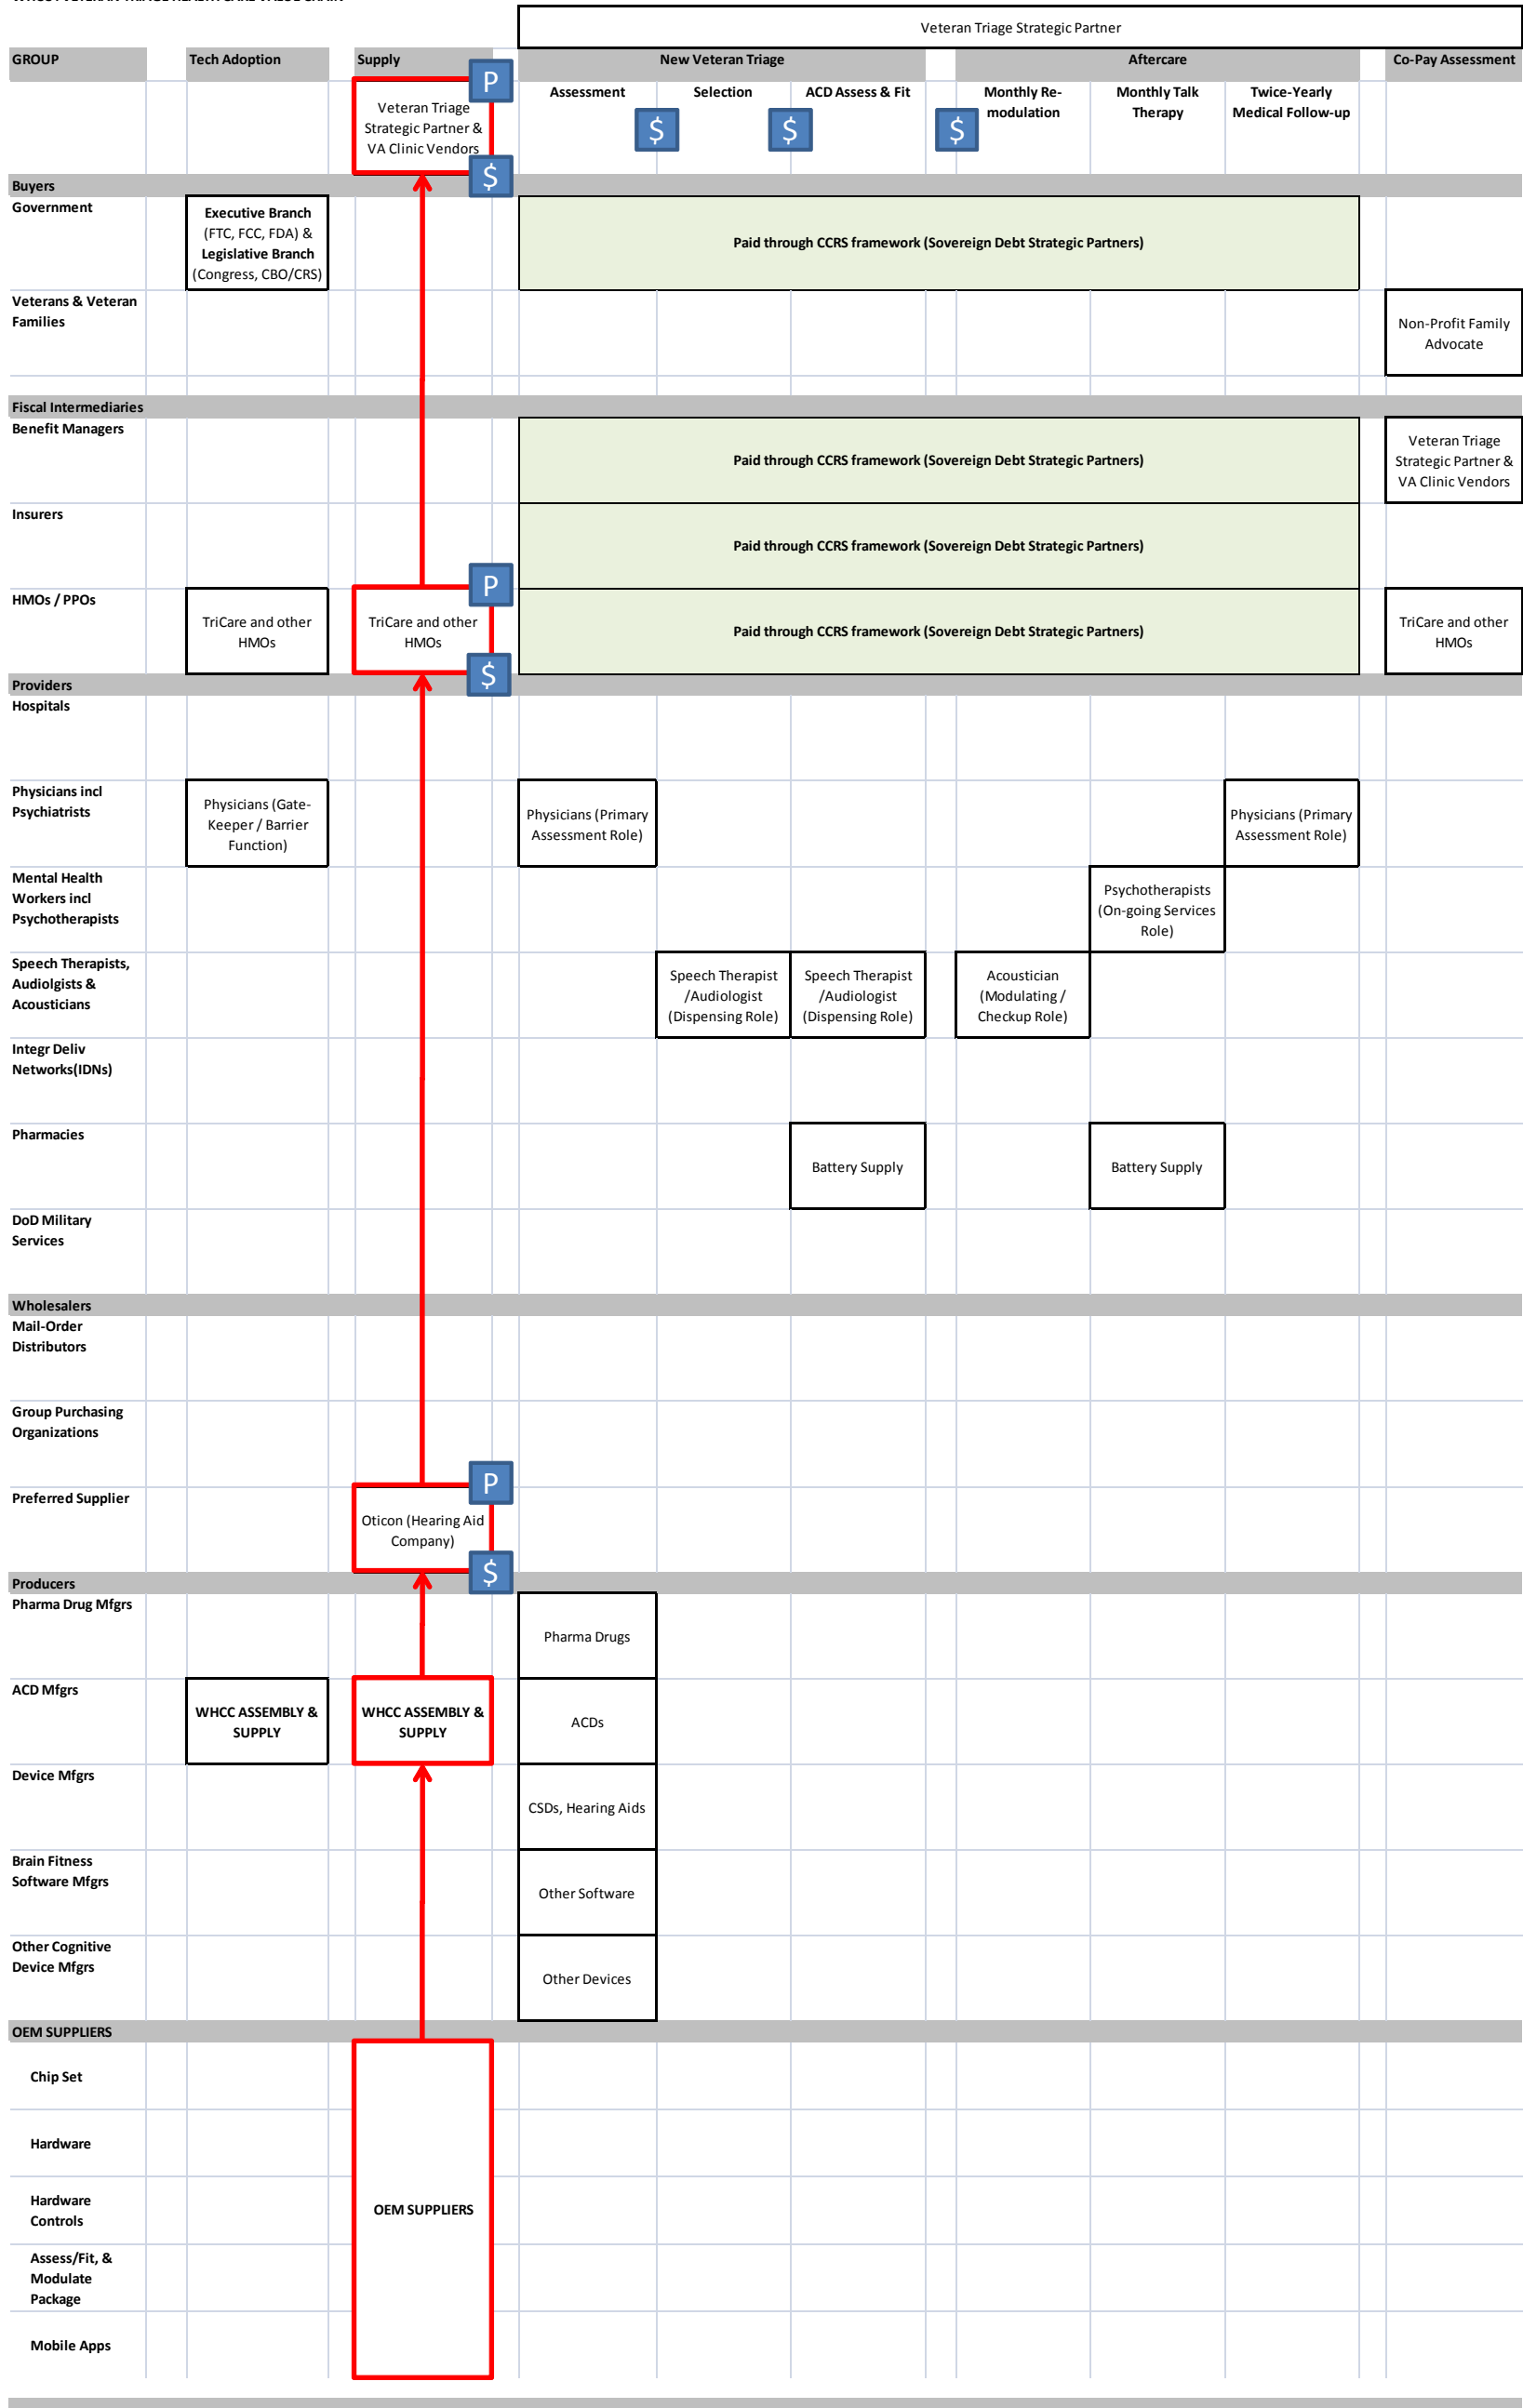 Veteran Triage Strategic Partner
GROUP
Tech Adoption
Supply
New Veteran Triage
Aftercare
Co-Pay Assessment
P
Veteran Triage
Strategic Partner &
VA Clinic Vendors
$
Assessment
Selection
ACD Assess & Fit
Monthly Re-
modulation
Monthly Talk
Therapy
Twice-Yearly
Medical Follow-up
$
$
$
Buyers
Government
Executive Branch
(FTC, FCC, FDA) &
Legislative Branch
(Congress, CBO/CRS)
Paid through CCRS framework (Sovereign Debt Strategic Partners)
Veterans & Veteran
Families
Non-Profit Family
Advocate
Fiscal Intermediaries
Benefit Managers
Paid through CCRS framework (Sovereign Debt Strategic Partners)
Veteran Triage
Strategic Partner &
VA Clinic Vendors
Insurers
Paid through CCRS framework (Sovereign Debt Strategic Partners)
HMOs / PPOs
TriCare and other
HMOs
P
TriCare and other
HMOs
$
Paid through CCRS framework (Sovereign Debt Strategic Partners)
TriCare and other
HMOs
Providers
Hospitals
Physicians incl
Psychiatrists
Physicians (Gate-
Keeper / Barrier
Function)
Physicians (Primary
Assessment Role)
Physicians (Primary
Assessment Role)
Mental Health
Workers incl
Psychotherapists
Psychotherapists
(On-going Services
Role)
Speech Therapists,
Audiolgists &
Acousticians
Speech Therapist
/Audiologist
(Dispensing Role)
Speech Therapist
/Audiologist
(Dispensing Role)
Acoustician
(Modulating /
Checkup Role)
Integr Deliv
Networks(IDNs)
Pharmacies
Battery Supply
Battery Supply
DoD Military
Services
Wholesalers
Mail-Order
Distributors
Group Purchasing
Organizations
Preferred Supplier
P
Oticon (Hearing Aid
Company)
$
Producers
Pharma Drug Mfgrs
Pharma Drugs
ACD Mfgrs
WHCC ASSEMBLY &
SUPPLY
WHCC ASSEMBLY &
SUPPLY
ACDs
Device Mfgrs
CSDs, Hearing Aids
Brain Fitness
Software Mfgrs
Other Software
Other Cognitive
Device Mfgrs
Other Devices
OEM SUPPLIERS
Chip Set
Hardware
Hardware
Controls
OEM SUPPLIERS
Assess/Fit, &
Modulate
Package
Mobile Apps